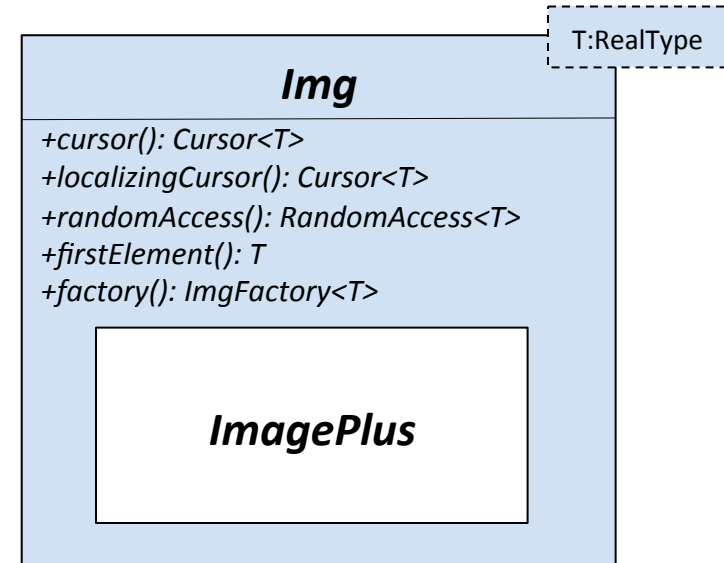 T:RealType
Img
+cursor(): Cursor<T>
+localizingCursor(): Cursor<T>
+randomAccess(): RandomAccess<T>
+firstElement(): T
+factory(): ImgFactory<T>
ImagePlus